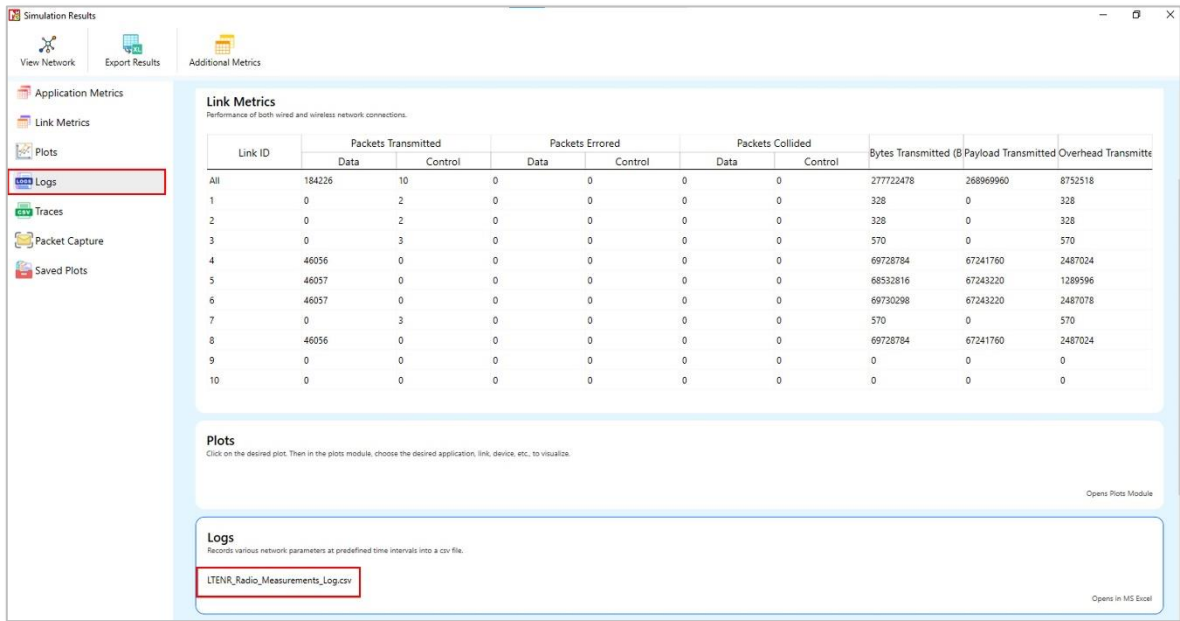 Simulation Results
View Network
Export Results
Additional Metrics
Application Metrics
Link Metrics
Plots
Logs
Traces
Packet Capture
Saved Plots
Link Metrics
Performance of both wired and wireless network connections.
Link ID Packets Transmitted Packets Errored Packets Collided Bytes Transmitted (B Payload Transmitted Overhead Transmitte
Data Control Data Control Data Control
All 184226 10 0 0 0 0 277722478 268969960 8752518
1 0 2 0 0 0 0 328 0 328
2 0 2 0 0 0 0 328 0 328
3 0 3 0 0 0 0 570 0 570
4 46056 0 0 0 0 0 69728784 67241760 2487024
5 46057 0 0 0 0 0 68532816 67243220 1289596
6 46057 0 0 0 0 0 69730298 67243220 2487078
7 0 3 0 0 0 0 570 0 570
8 46056 0 0 0 0 0 69728784 67241760 2487024
9 0 0 0 0 0 0 0 0 0
10 0 0 0 0 0 0 0 0 0
Plots
Click on the desired plot. Then in the plots module, choose the desired application, link, device, etc., to visualize.
Opens Plots Module
Logs
Records various network parameters at predefined time intervals into a csv file.
LTENR_Radio_Measurements_Log.csv
Opens in MS Excel